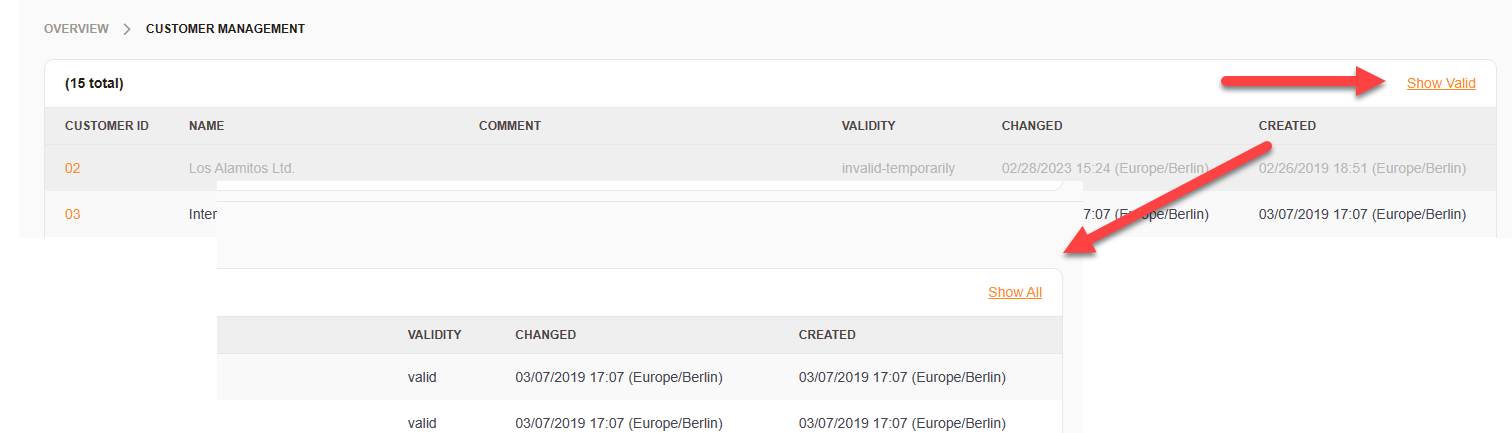 OVERVIEW > CUSTOMER MANAGEMENT
(15 total) Show Valid
CUSTOMER ID NAME COMMENT VALIDITY CHANGED CREATED
02 Los Alamitos Ltd. invalid-temporarily 02/28/2023 15:24 (Europe/Berlin) 02/26/2019 18:51 (Europe/Berlin)
03 Inter 7:07 (Europe/Berlin) 03/07/2019 17:07 (Europe/Berlin)
Show All
VALIDITY CHANGED CREATED
valid 03/07/2019 17:07 (Europe/Berlin) 03/07/2019 17:07 (Europe/Berlin)
valid 03/07/2019 17:07 (Europe/Berlin) 03/07/2019 17:07 (Europe/Berlin)